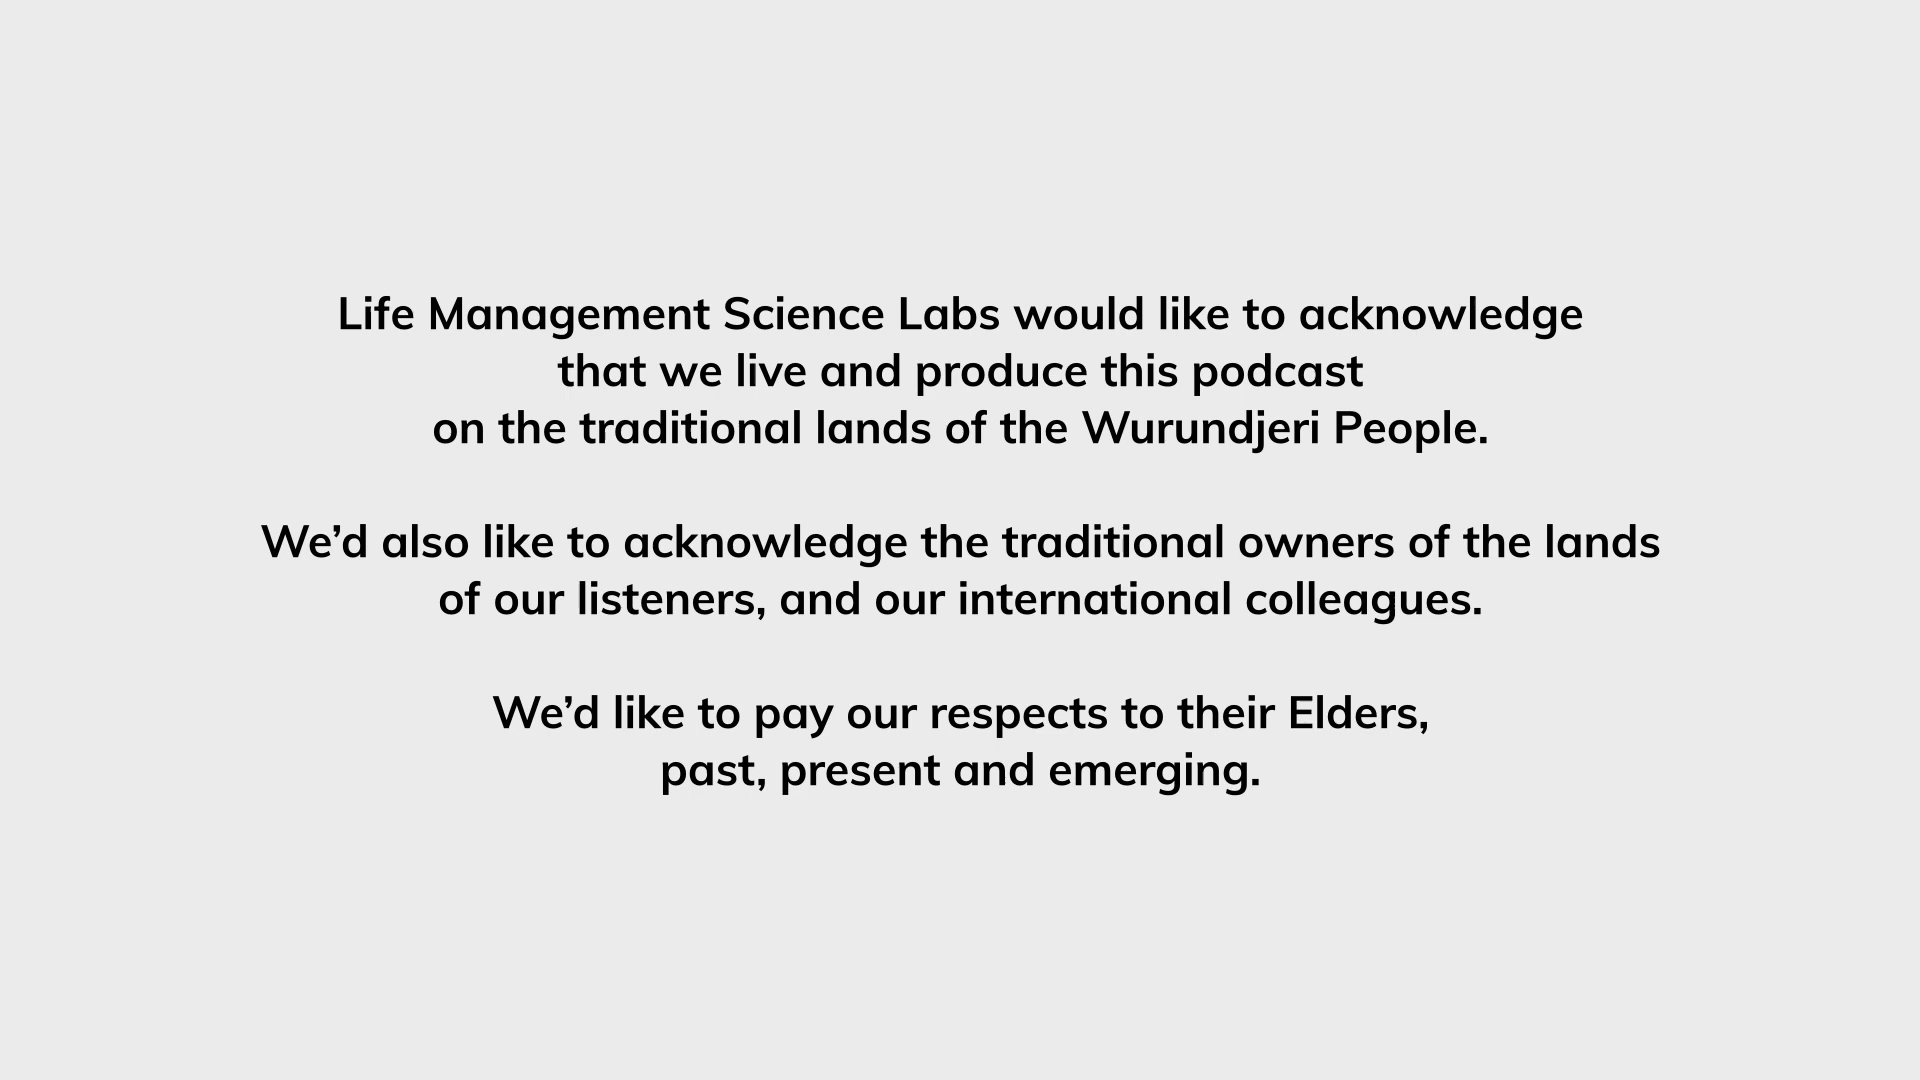 Life Management Science Labs would like to acknowledge
that we live and produce this podcast
on the traditional lands of the Wurundjeri People.
We’d also like to acknowledge the traditional owners of the lands
of our listeners, and our international colleagues.
We’d like to pay our respects to their Elders,
past, present and emerging.